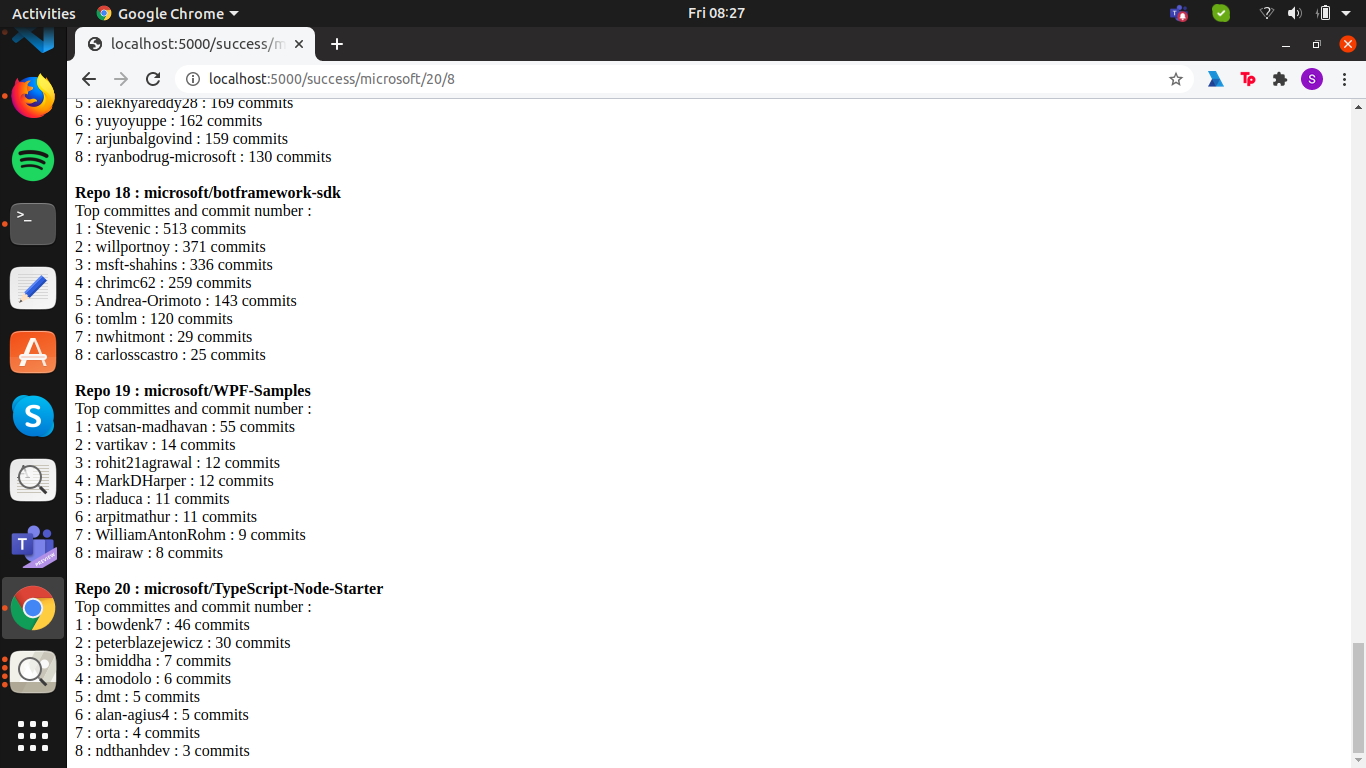 Activities Google Chrome Fri 08:27
localhost:5000/success/m
localhost:5000/success/microsoft/20/8 Tp S
5 : alekhyareddy28 : 169 commits
6 : yuyoyuppe : 162 commits
7 : arjunbalgovind : 159 commits
8 : ryanbodrug-microsoft : 130 commits
Repo 18 : microsoft/botframework-sdk
Top committes and commit number :
1 : Stevenic : 513 commits
2 : willportnoy : 371 commits
3 : msft-shahins : 336 commits
4 : chrimc62 : 259 commits
5 : Andrea-Orimoto : 143 commits
6 : tomlm : 120 commits
7 : nwhitmont : 29 commits
8 : carlosscastro : 25 commits
Repo 19 : microsoft/WPF-Samples
Top committes and commit number :
1 : vatsan-madhavan : 55 commits
2 : vartikav : 14 commits
3 : rohit21agrawal : 12 commits
4 : MarkDHarper : 12 commits
5 : rladuca : 11 commits
6 : arpitmathur : 11 commits
7 : WilliamAntonRohm : 9 commits
8 : mairaw : 8 commits
Repo 20 : microsoft/TypeScript-Node-Starter
Top committes and commit number :
1 : bowdenk7 : 46 commits
2 : peterblazejewicz : 30 commits
3 : bmiddha : 7 commits
4 : amodolo : 6 commits
5 : dmt : 5 commits
6 : alan-agius4 : 5 commits
7 : orta : 4 commits
8 : ndthanhdev : 3 commits